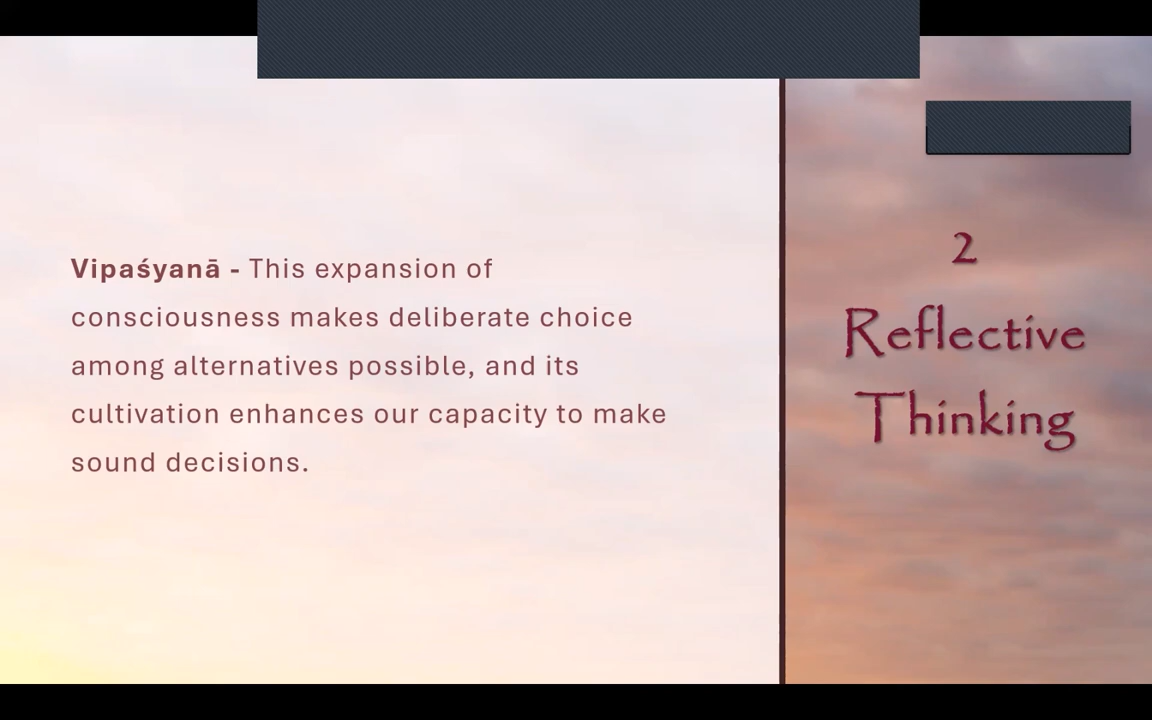 Vipaśyanā - This expansion of
consciousness makes deliberate choice
among alternatives possible, and its
cultivation enhances our capacity to make
sound decisions.
2
Reflective
Thinking